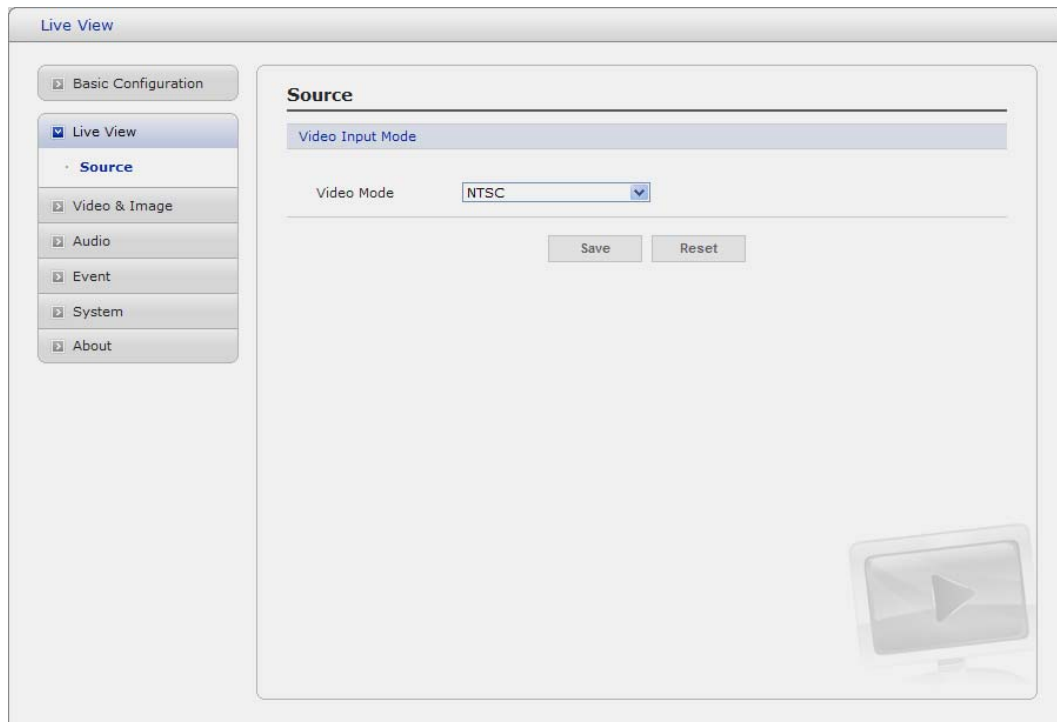 Live View
Basic Configuration
Live View
· Source
Video & Image
Audio
Event
System
About
Source
Video Input Mode
Video Mode NTSC
Save Reset